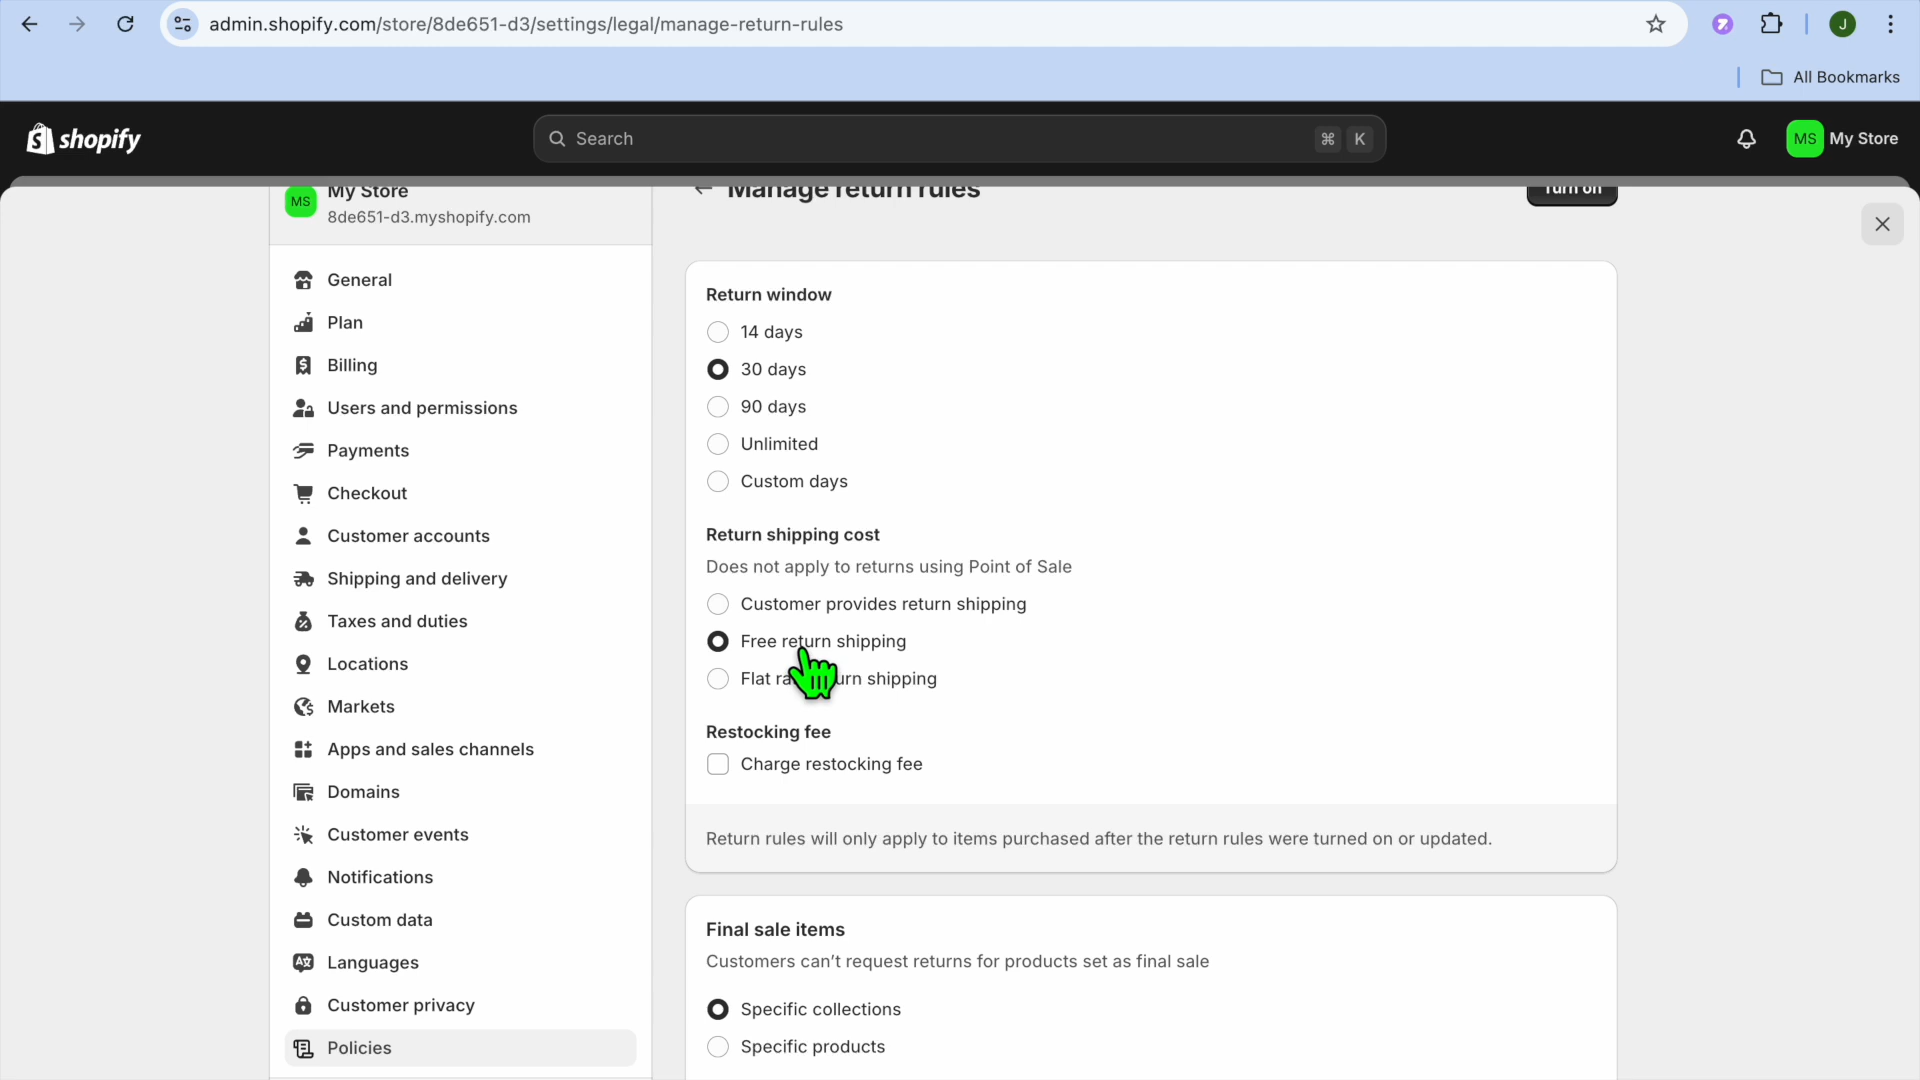 admin.shopify.com/store/8de651-d3/settings/legal/manage-return-rules
J
All Bookmarks
shopify
Search
⌘ K
MS My Store
MS
My Store
8de651-d3.myshopify.com
Manage return rules
Turn on
General
Plan
Billing
Users and permissions
Payments
Checkout
Customer accounts
Shipping and delivery
Taxes and duties
Locations
Markets
Apps and sales channels
Domains
Customer events
Notifications
Custom data
Languages
Customer privacy
Policies
Return window
14 days
30 days
90 days
Unlimited
Custom days
Return shipping cost
Does not apply to returns using Point of Sale
Customer provides return shipping
Free return shipping
Flat ra urn shipping
Restocking fee
Charge restocking fee
Return rules will only apply to items purchased after the return rules were turned on or updated.
Final sale items
Customers can’t request returns for products set as final sale
Specific collections
Specific products